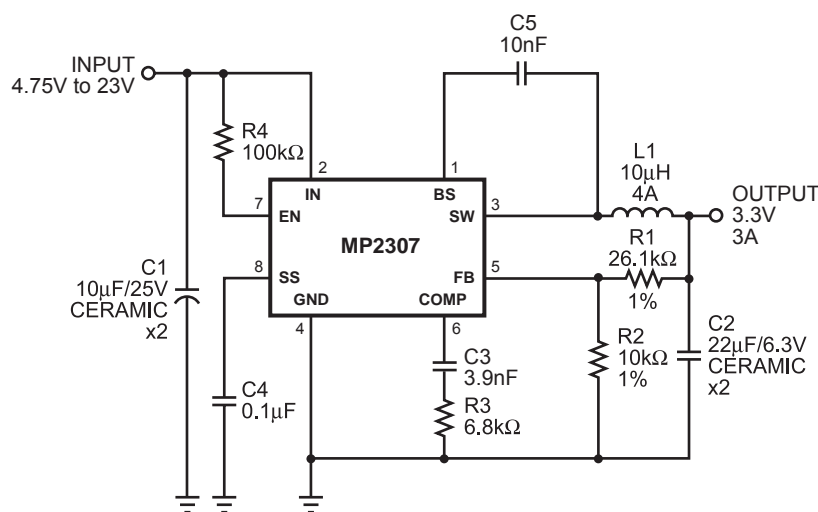 C5
10nF
INPUT
4.75V to 23V
R4
100kΩ
2
1
L1
10μH
4A
IN
BS
OUTPUT
3.3V
3A
7
EN
SW
3
MP2307
R1
26.1kΩ
1%
C1
10μF/25V
CERAMIC
x2
8
SS
FB
5
GND
COMP
4
6
R2
10kΩ
1%
C2
22μF/6.3V
CERAMIC
x2
C3
3.9nF
C4
0.1μF
R3
6.8kΩ